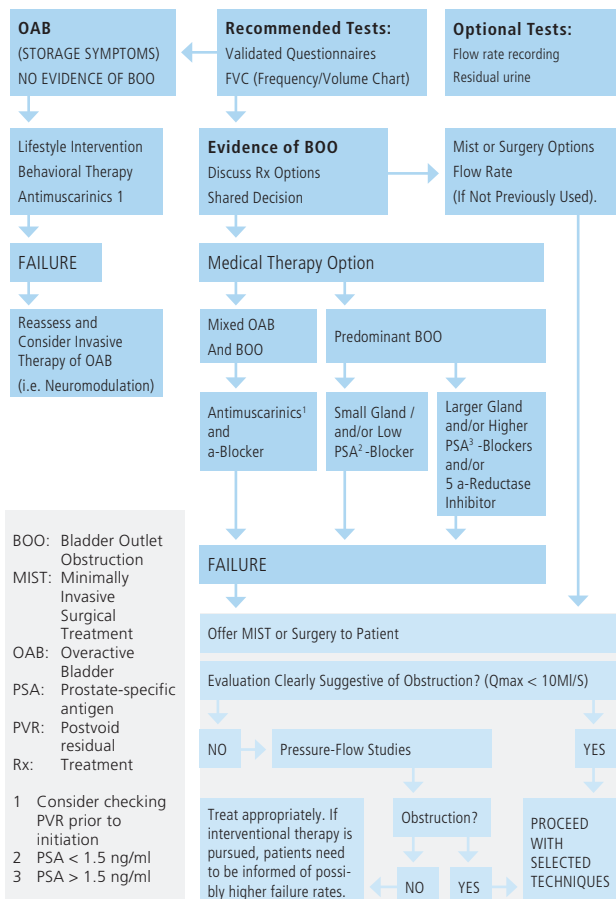 OAB
(STORAGE SYMPTOMS)
NO EVIDENCE OF BOO
Recommended Tests:
Validated Questionnaires
FVC (Frequency/Volume Chart)
Optional Tests:
Flow rate recording
Residual urine
Lifestyle Intervention
Behavioral Therapy
Antimuscarinics 1
Evidence of BOO
Discuss Rx Options
Shared Decision
Mist or Surgery Options
Flow Rate
(If Not Previously Used).
FAILURE
Medical Therapy Option
Reassess and
Consider Invasive
Therapy of OAB
(i.e. Neuromodulation)
Mixed OAB
And BOO
Predominant BOO
Antimuscarinics1
and
a-Blocker
Small Gland /
and/or Low
PSA2 -Blocker
Larger Gland
and/or Higher
PSA3 -Blockers
and/or
5 a-Reductase
Inhibitor
FAILURE
Offer MIST or Surgery to Patient
Evaluation Clearly Suggestive of Obstruction? (Qmax < 10Ml/S)
NO
Pressure-Flow Studies
YES
Treat appropriately. If
interventional therapy is
pursued, patients need
to be informed of possi-
bly higher failure rates.
Obstruction?
NO
YES
PROCEED
WITH
SELECTED
TECHNIQUES
BOO: Bladder Outlet
Obstruction
MIST: Minimally
Invasive
Surgical
Treatment
OAB: Overactive
Bladder
PSA: Prostate-specific
antigen
PVR: Postvoid
residual
Rx: Treatment
1 Consider checking
PVR prior to
initiation
2 PSA < 1.5 ng/ml
3 PSA > 1.5 ng/ml